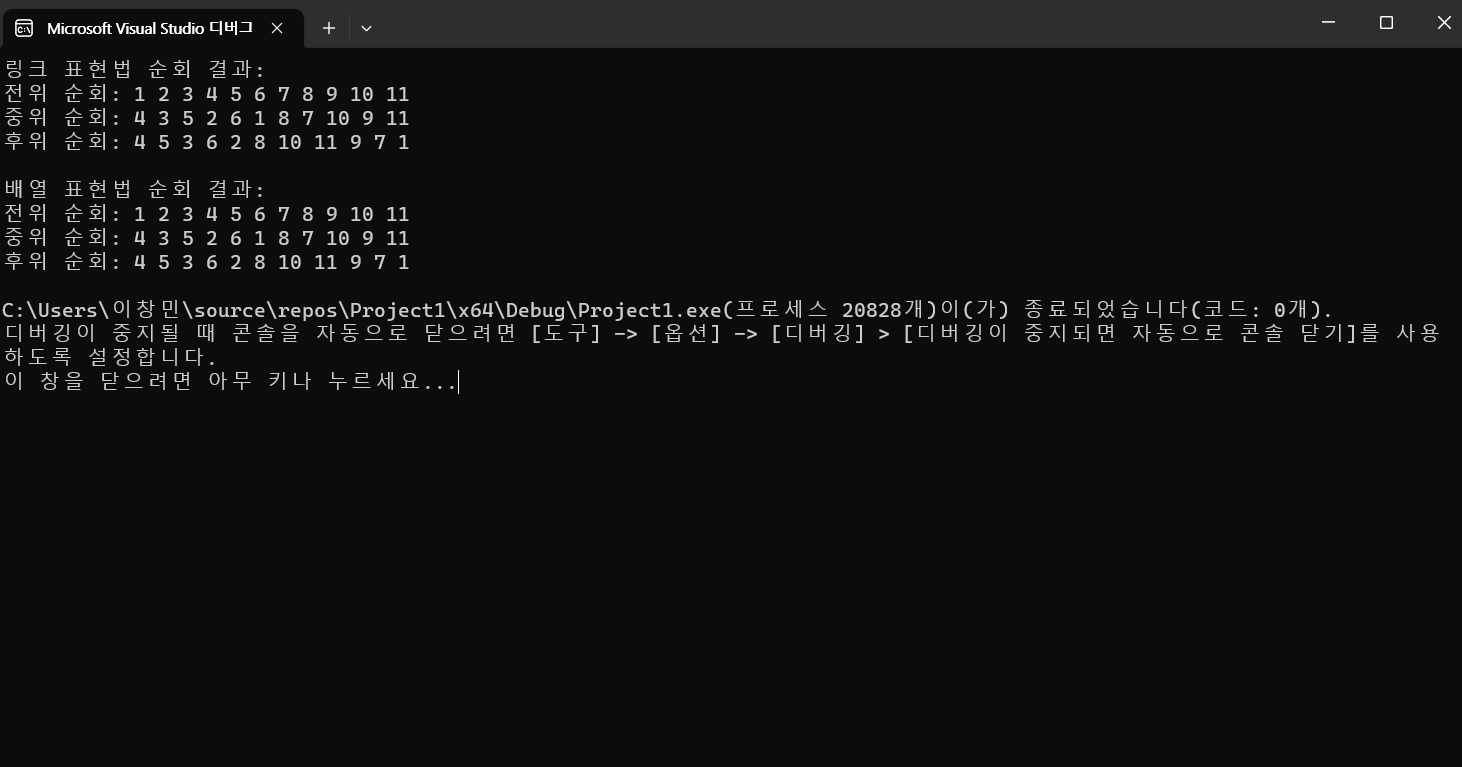 Microsoft Visual Studio 디버그
링크 표현법 순회 결과:
전위 순회: 1 2 3 4 5 6 7 8 9 10 11
중위 순회: 4 3 5 2 6 1 8 7 10 9 11
후위 순회: 4 5 3 6 2 8 10 11 9 7 1
배열 표현법 순회 결과:
전위 순회: 1 2 3 4 5 6 7 8 9 10 11
중위 순회: 4 3 5 2 6 1 8 7 10 9 11
후위 순회: 4 5 3 6 2 8 10 11 9 7 1
C:\Users\이창민\source\repos\Project1\x64\Debug\Project1.exe(프로세스 20828개)이(가) 종료되었습니다(코드: 0개).
디버깅이 중지될 때 콘솔을 자동으로 닫으려면 [도구] -> [옵션] -> [디버깅] > [디버깅이 중지되면 자동으로 콘솔 닫기]를 사용
하도록 설정합니다.
이 창을 닫으려면 아무 키나 누르세요...